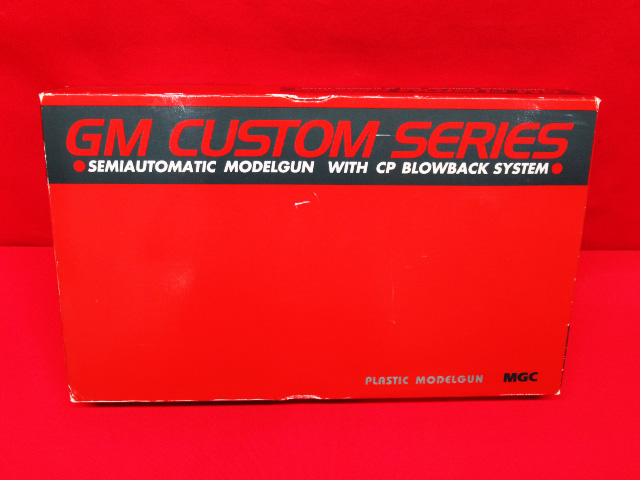 GM CUSTOM SERIES
● SEMIAUTOMATIC MODELGUN WITH CP BLOWBACK SYSTEM ●
PLASTIC MODELGUN MGC